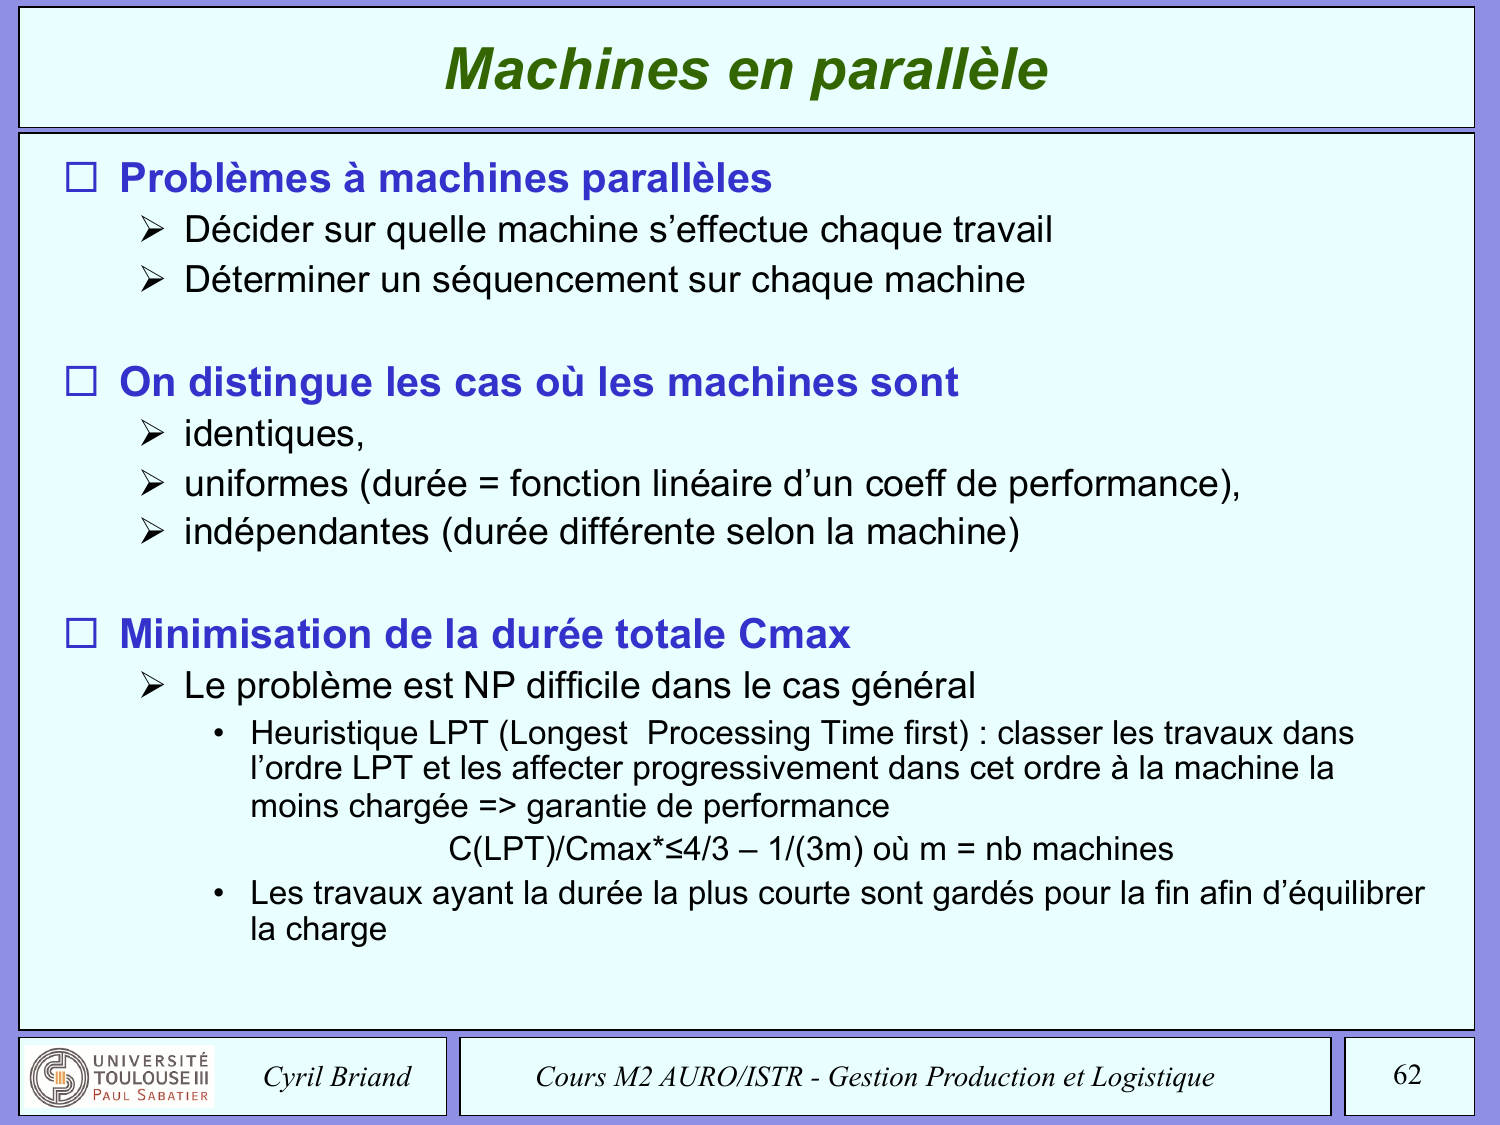 Machines en parallèle
Problèmes à machines parallèles
Décider sur quelle machine s’effectue chaque travail
Déterminer un séquencement sur chaque machine
On distingue les cas où les machines sont
identiques,
uniformes (durée = fonction linéaire d’un coeff de performance),
indépendantes (durée différente selon la machine)
Minimisation de la durée totale Cmax
Le problème est NP difficile dans le cas général
• Heuristique LPT (Longest Processing Time first) : classer les travaux dans
l’ordre LPT et les affecter progressivement dans cet ordre à la machine la
moins chargée => garantie de performance
C(LPT)/Cmax*≤4/3 – 1/(3m) où m = nb machines
• Les travaux ayant la durée la plus courte sont gardés pour la fin afin d’équilibrer
la charge
UNIVERSITÉ
TOULOUSE III
PAUL SABATIER
Cyril Briand
Cours M2 AURO/ISTR - Gestion Production et Logistique
62